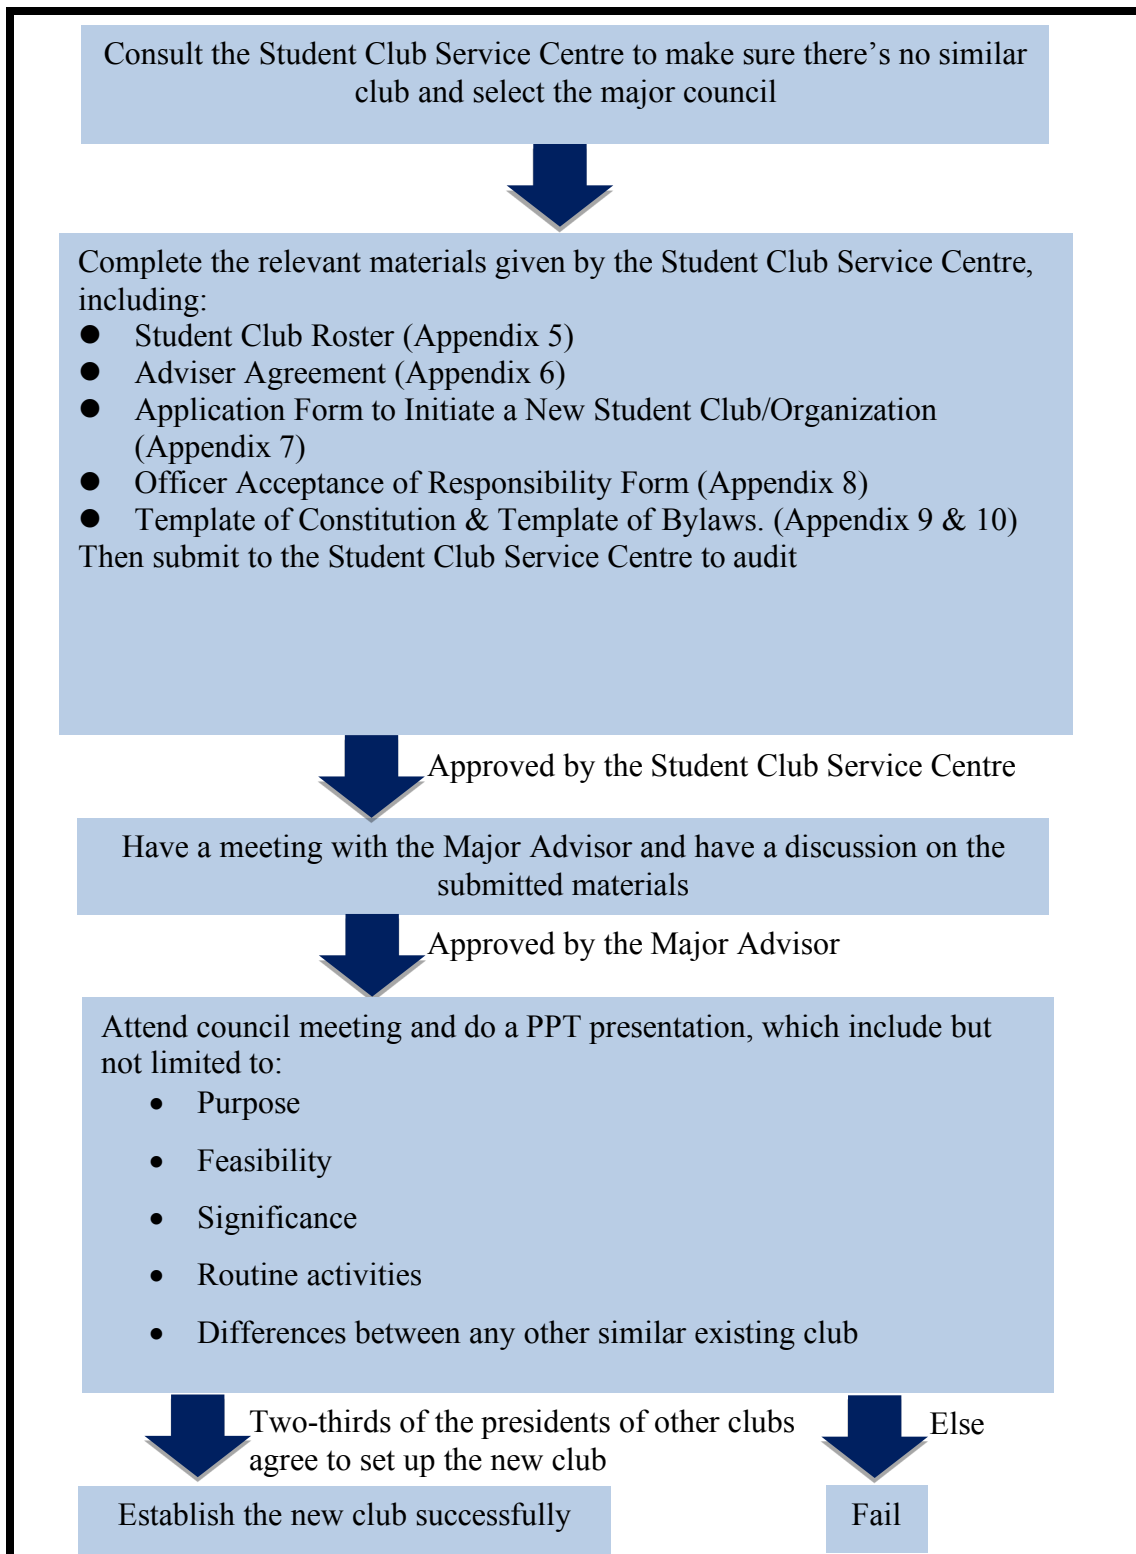 Consult the Student Club Service Centre to make sure there’s no similar
club and select the major council
Complete the relevant materials given by the Student Club Service Centre,
including:
● Student Club Roster (Appendix 5)
● Adviser Agreement (Appendix 6)
● Application Form to Initiate a New Student Club/Organization
(Appendix 7)
● Officer Acceptance of Responsibility Form (Appendix 8)
● Template of Constitution & Template of Bylaws. (Appendix 9 & 10)
Then submit to the Student Club Service Centre to audit
Approved by the Student Club Service Centre
Have a meeting with the Major Advisor and have a discussion on the
submitted materials
Approved by the Major Advisor
Attend council meeting and do a PPT presentation, which include but
not limited to:
• Purpose
• Feasibility
• Significance
• Routine activities
• Differences between any other similar existing club
Two-thirds of the presidents of other clubs
agree to set up the new club
Else
Establish the new club successfully
Fail